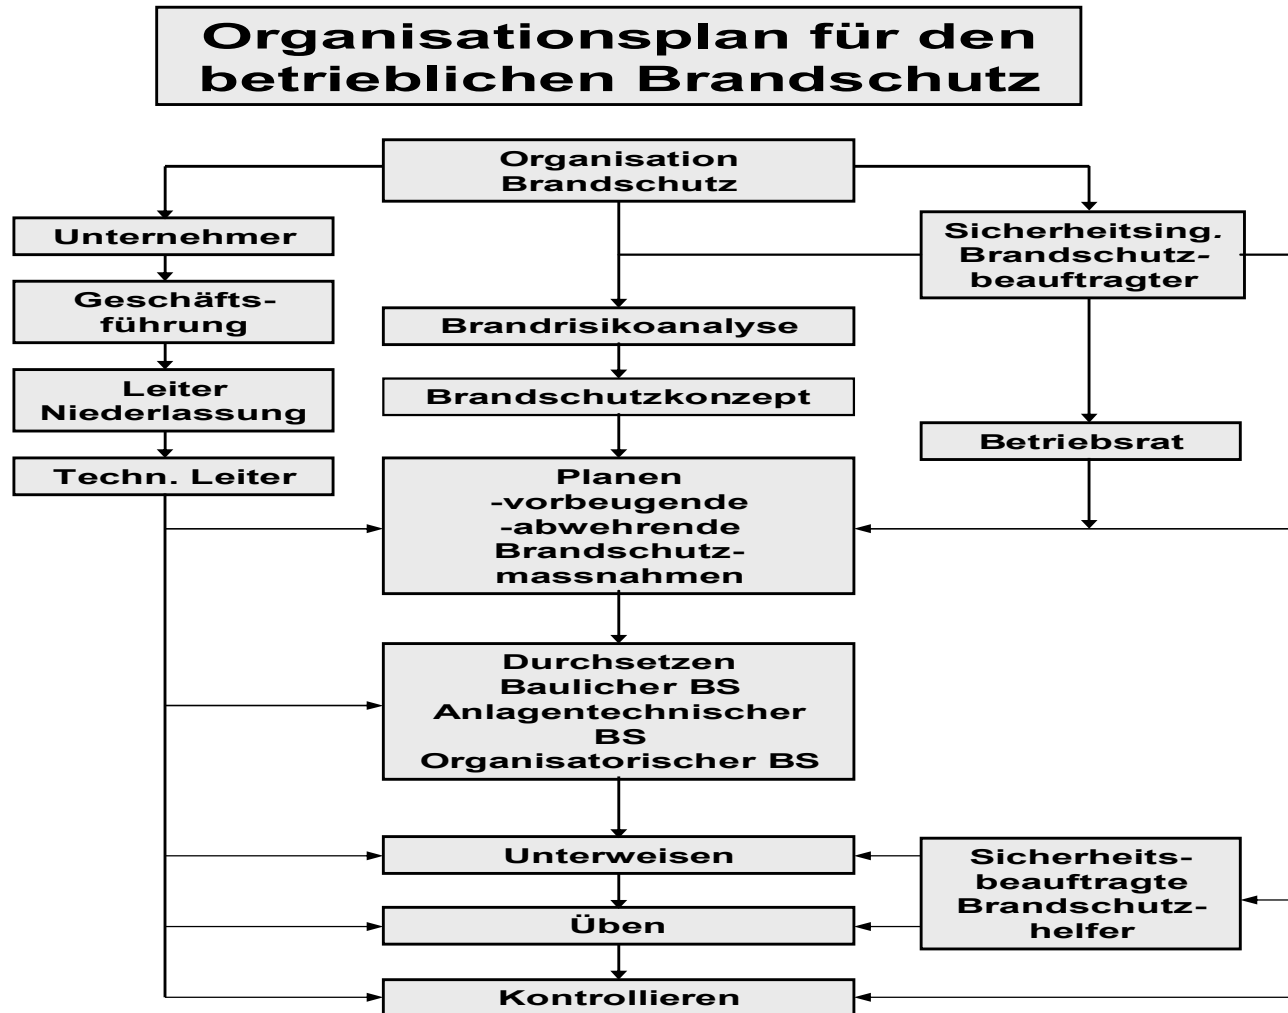 Organisationsplan für den
betrieblichen Brandschutz
Organisation
Brandschutz
Unternehmer
Geschäfts-
führung
Leiter
Niederlassung
Techn. Leiter
Sicherheitsing.
Brandschutz-
beauftragter
Brandrisikoanalyse
Brandschutzkonzept
Betriebsrat
Planen
-vorbeugende
-abwehrende
Brandschutz-
massnahmen
Durchsetzen
Baulicher BS
Anlagentechnischer
BS
Organisatorischer BS
Unterweisen
Üben
Kontrollieren
Sicherheits-
beauftragte
Brandschutz-
helfer